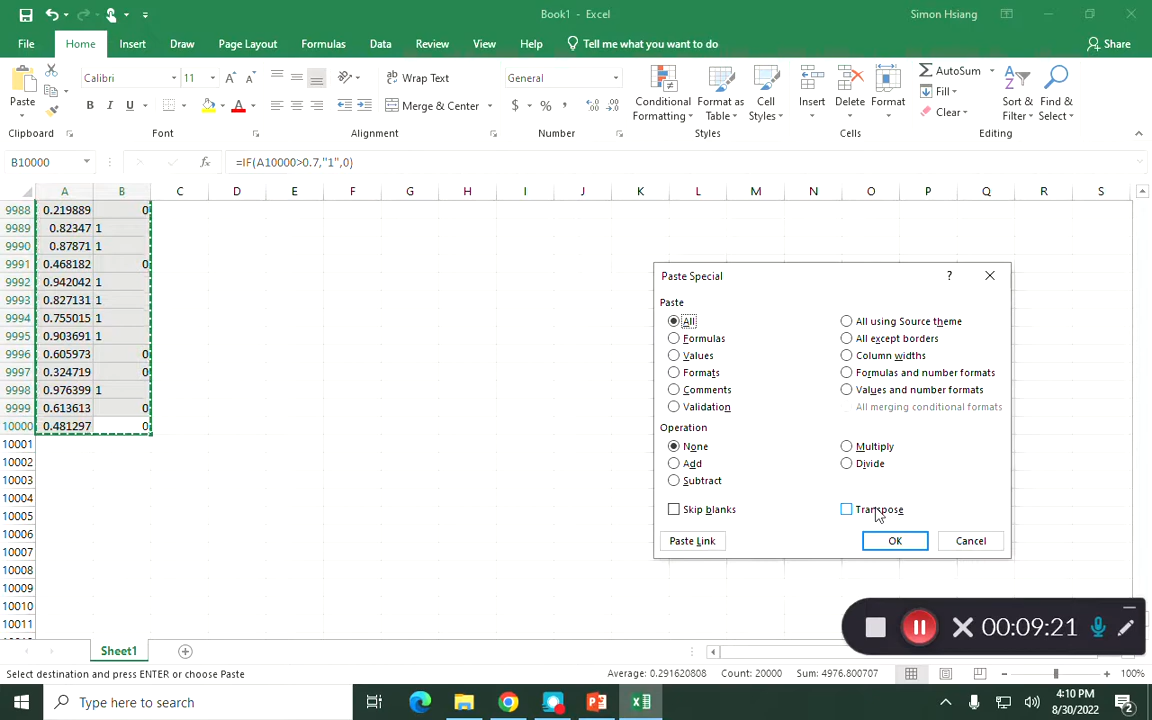 Book1 - Excel
Simon Hsiang
File Home Insert Draw Page Layout Formulas Data Review View Help Tell me what you want to do Share
Paste
Calibri 11
Wrap Text
General
Conditional Formatting
Format as Table
Cell Styles
Insert
Delete
Format
AutoSum
Fill
Clear
Sort & Filter
Find & Select
B I U
Merge & Center
$ % ,
Clipboard Font Alignment Number Styles Cells Editing
B10000 fx =IF(A10000>0.7,"1",0)
A B C D E F G H I J K L M N O P Q R S
9988 0.219889 0
9989 0.82347 1
9990 0.87871 1
9991 0.468182 0
9992 0.942042 1
9993 0.827131 1
9994 0.755015 1
9995 0.903691 1
9996 0.605973 0
9997 0.324719 0
9998 0.976399 1
9999 0.613613 0
10000 0.481297 0
10001
10002
10003
10004
10005
10006
10007
10008
10009
10010
10011
Paste Special ?
Paste
All All using Source theme
Formulas All except borders
Values Column widths
Formats Formulas and number formats
Comments Values and number formats
Validation All merging conditional formats
Operation
None Multiply
Add Divide
Subtract
Skip blanks Transpose
Paste Link OK Cancel
00:09:21
Sheet1
Select destination and press ENTER or choose Paste Average: 0.291620808 Count: 20000 Sum: 4976.800707 100%
Type here to search
4:10 PM
8/30/2022
2